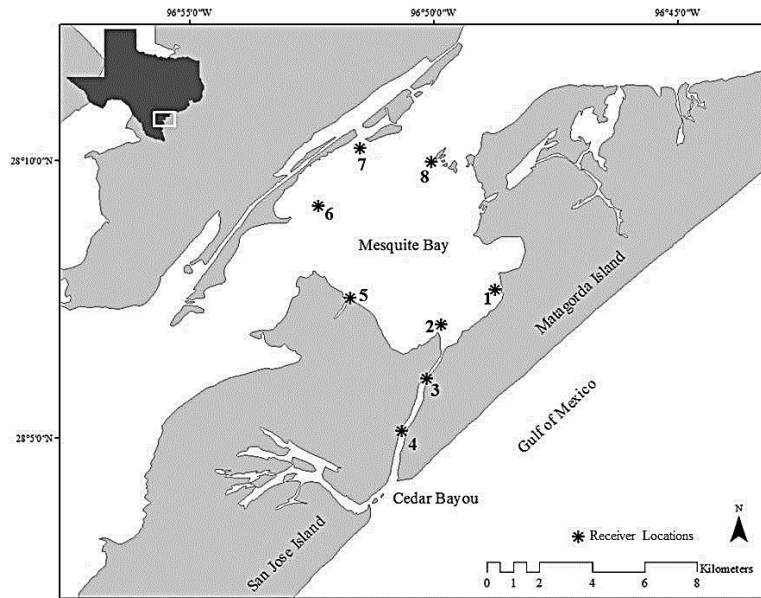 96°55'0"W 96°50'0"W 96°45'0"W
28°10'0"N
7
8
6
Mesquite Bay
5
1
2
Matagorda Island
3
Gulf of Mexico
28°5'0"N
4
Cedar Bayou
San Jose Island
N
Receiver Locations
Kilometers
0 1 2 4 6 8